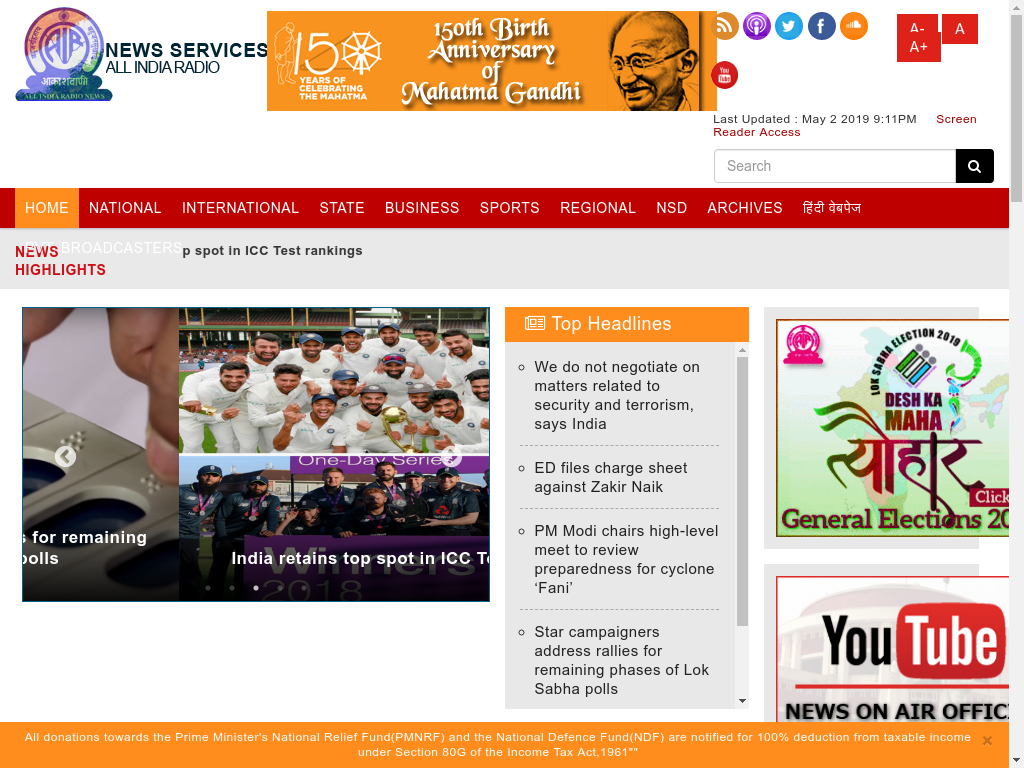 NEWS SERVICES
ALL INDIA RADIO
आकाशवाणी
ALL INDIA RADIO NEWS
150
YEARS OF
CELEBRATING
THE MAHATMA
150th Birth
Anniversary
of
Mahatma Gandhi
You
Tube
A-
A+
A
Last Updated : May 2 2019 9:11PM Screen
Reader Access
Search
HOME NATIONAL INTERNATIONAL STATE BUSINESS SPORTS REGIONAL NSD ARCHIVES हिंदी वेबपेज
BROADCASTERS
NEWS
HIGHLIGHTS
p spot in ICC Test rankings
s for remaining
polls
One-Day Series
Winners
2018
India retains top spot in ICC Te
Top Headlines
We do not negotiate on
matters related to
security and terrorism,
says India
ED files charge sheet
against Zakir Naik
PM Modi chairs high-level
meet to review
preparedness for cyclone
‘Fani’
Star campaigners
address rallies for
remaining phases of Lok
Sabha polls
LOK SABHA ELECTION 2019
DESH KA
MAHA
त्यौहार
Click
General Elections 20
YouTube
NEWS ON AIR OFFIC
All donations towards the Prime Minister's National Relief Fund(PMNRF) and the National Defence Fund(NDF) are notified for 100% deduction from taxable income
under Section 80G of the Income Tax Act,1961""
×